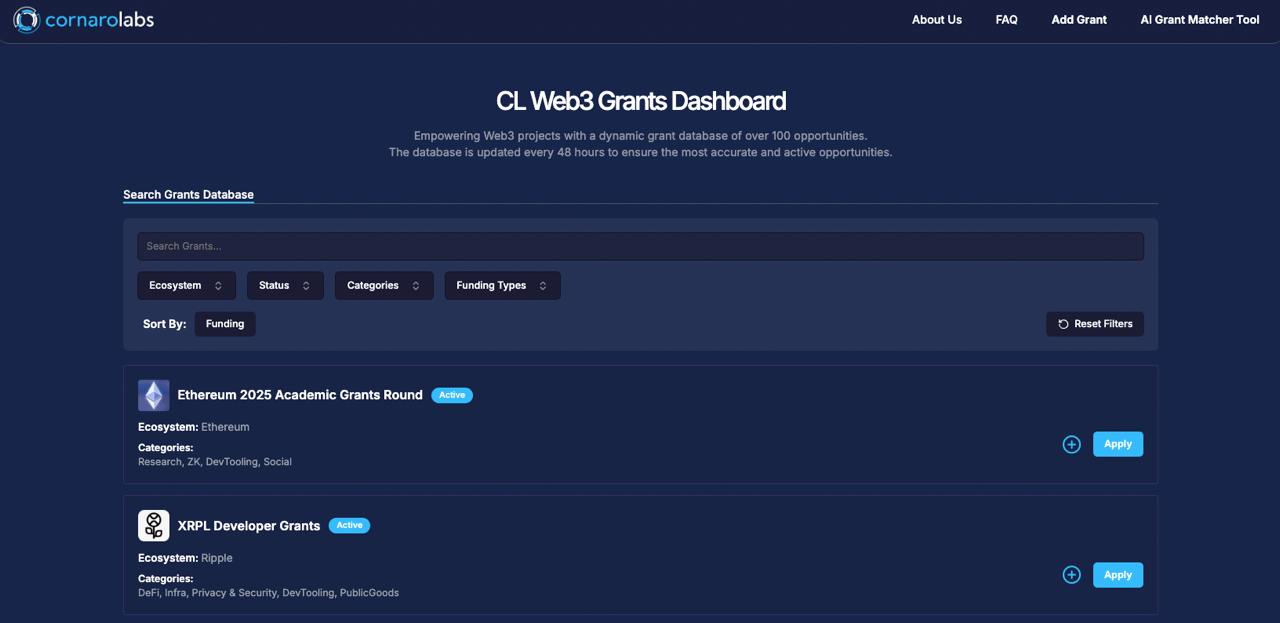 cornarolabs
About Us
FAQ
Add Grant
AI Grant Matcher Tool
CL Web3 Grants Dashboard
Empowering Web3 projects with a dynamic grant database of over 100 opportunities.
The database is updated every 48 hours to ensure the most accurate and active opportunities.
Search Grants Database
Search Grants...
Ecosystem
Status
Categories
Funding Types
Sort By:
Funding
Reset Filters
Ethereum 2025 Academic Grants Round
Active
Ecosystem: Ethereum
Categories:
Research, ZK, DevTooling, Social
Apply
XRPL Developer Grants
Active
Ecosystem: Ripple
Categories:
DeFi, Infra, Privacy & Security, DevTooling, PublicGoods
Apply